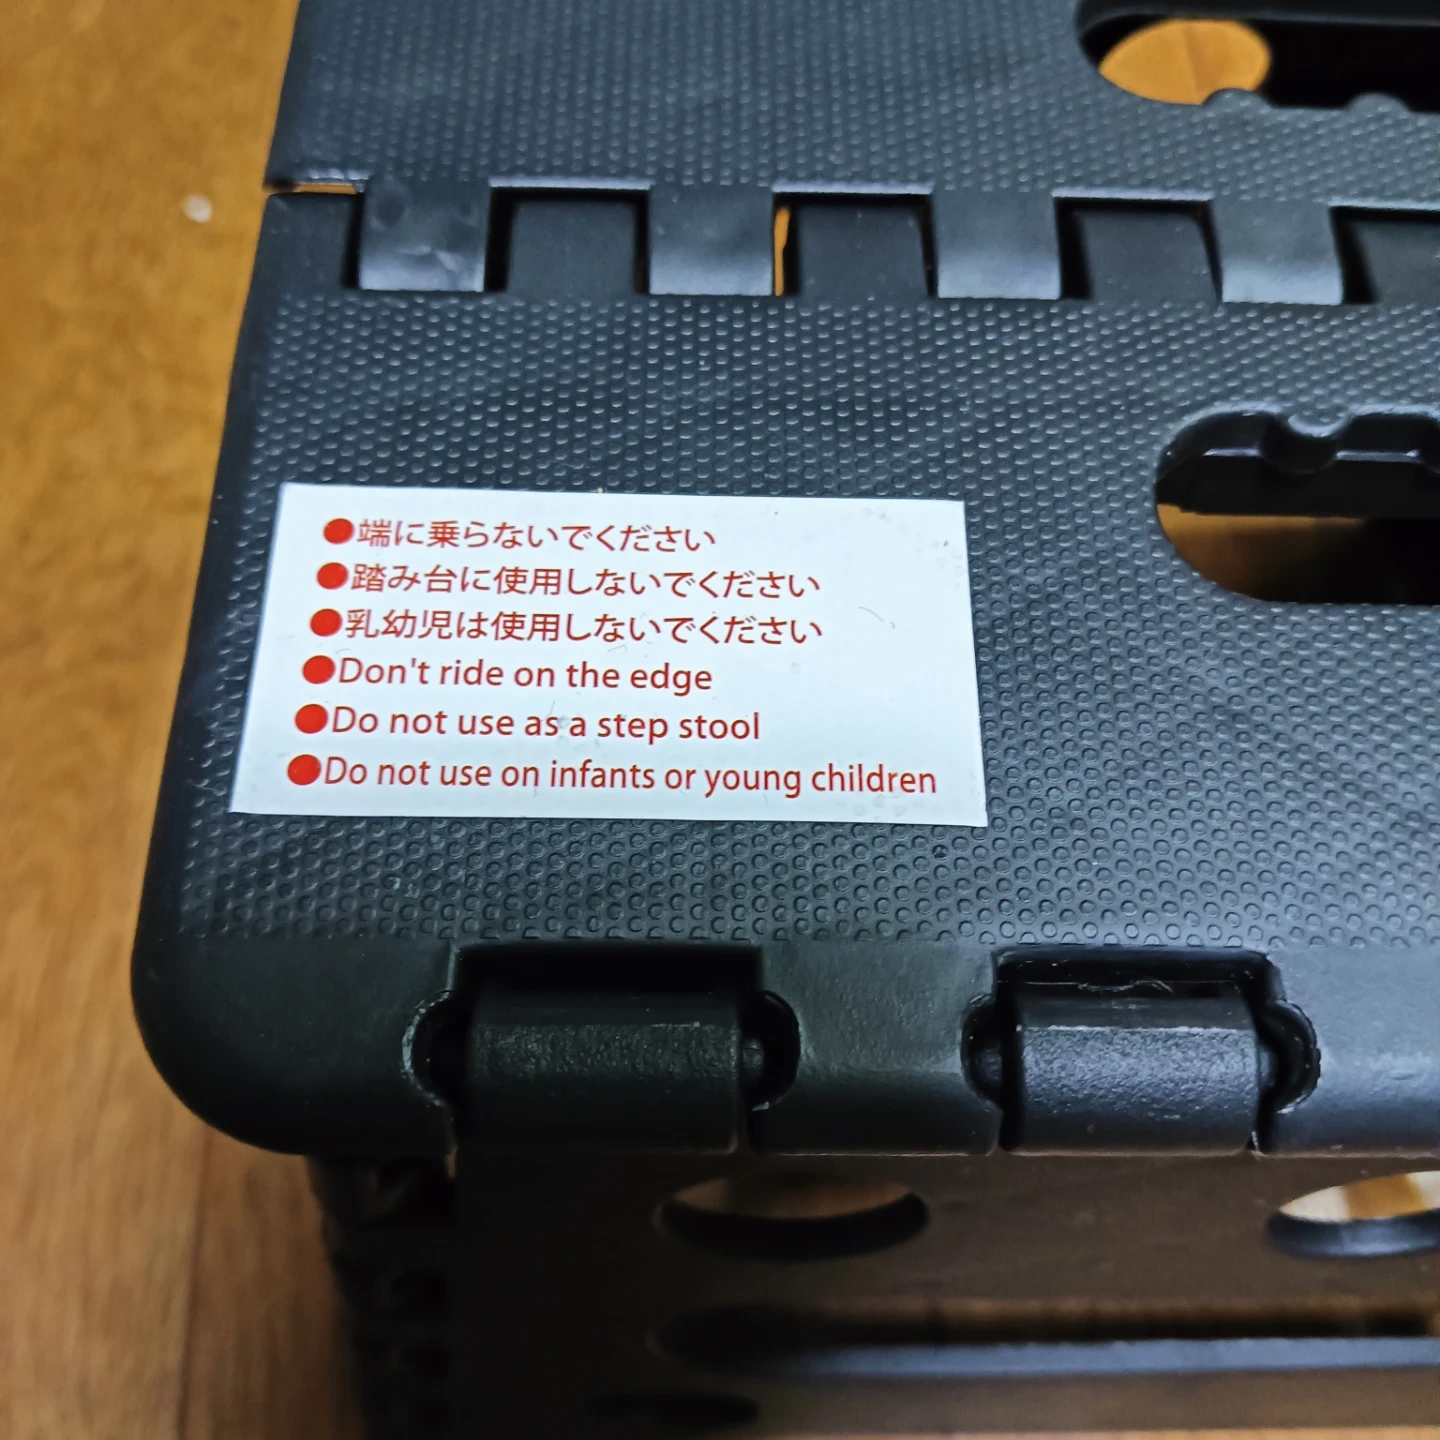 ●端に乗らないでください
●踏み台に使用しないでください
●乳幼児は使用しないでください
●Don't ride on the edge
●Do not use as a step stool
●Do not use on infants or young children